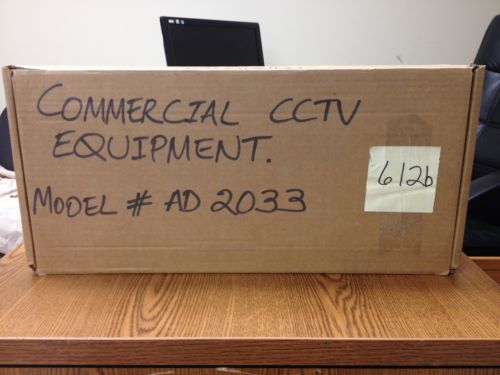 COMMERCIAL CCTV
EQUIPMENT.
MODEL # AD 2033
612b